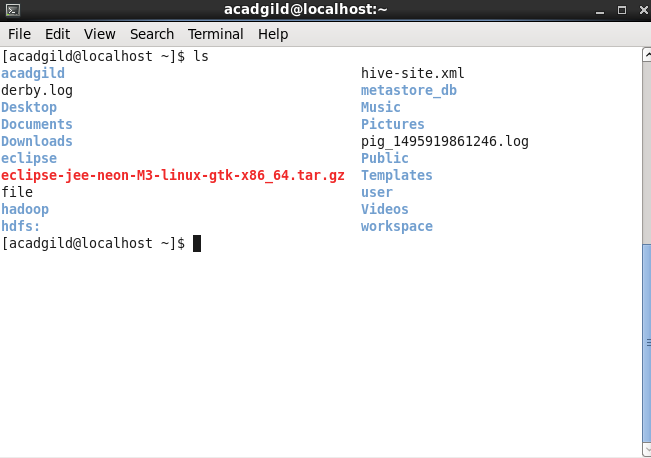 acadgild@localhost:~
File Edit View Search Terminal Help
[acadgild@localhost ~]$ ls
acadgild hive-site.xml
derby.log metastore_db
Desktop Music
Documents Pictures
Downloads pig_1495919861246.log
eclipse Public
eclipse-jee-neon-M3-linux-gtk-x86_64.tar.gz Templates
file user
hadoop Videos
hdfs: workspace
[acadgild@localhost ~]$